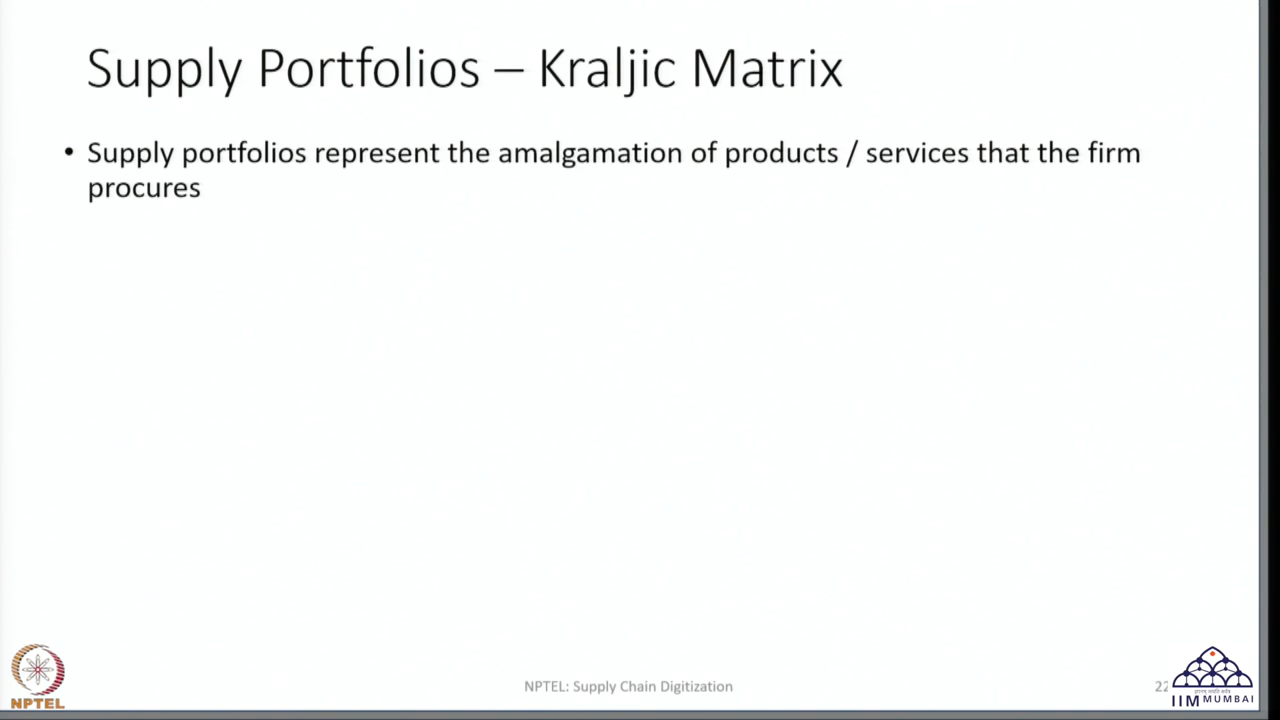 Supply Portfolios – Kraljic Matrix
• Supply portfolios represent the amalgamation of products / services that the firm
procures
NPTEL
NPTEL: Supply Chain Digitization
22
IIM MUMBAI